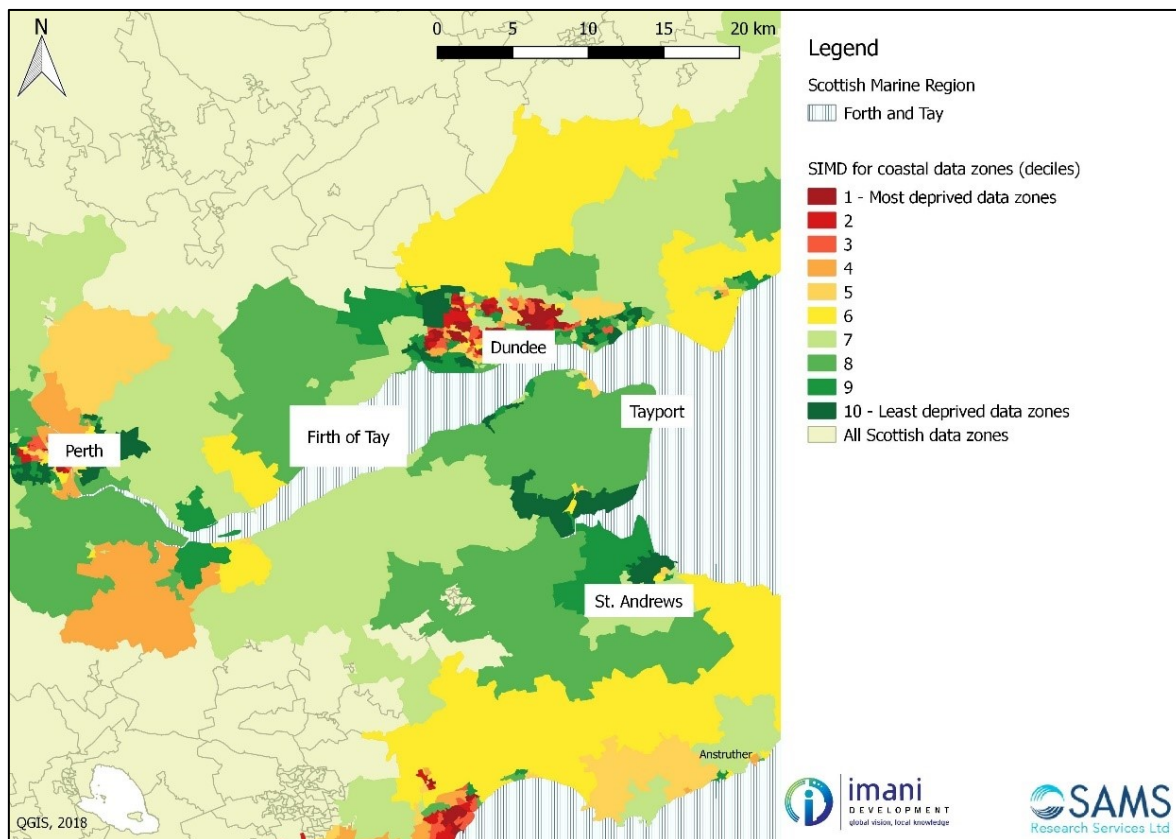 N
0 5 10 15 20 km
Legend
Scottish Marine Region
Forth and Tay
SIMD for coastal data zones (deciles)
1 - Most deprived data zones
2
3
4
5
6
7
8
9
10 - Least deprived data zones
All Scottish data zones
Dundee
Tayport
Firth of Tay
Perth
St. Andrews
Anstruther
QGIS, 2018
imani
DEVELOPMENT
global vision, local knowledge
SAMS
Research Services Ltd